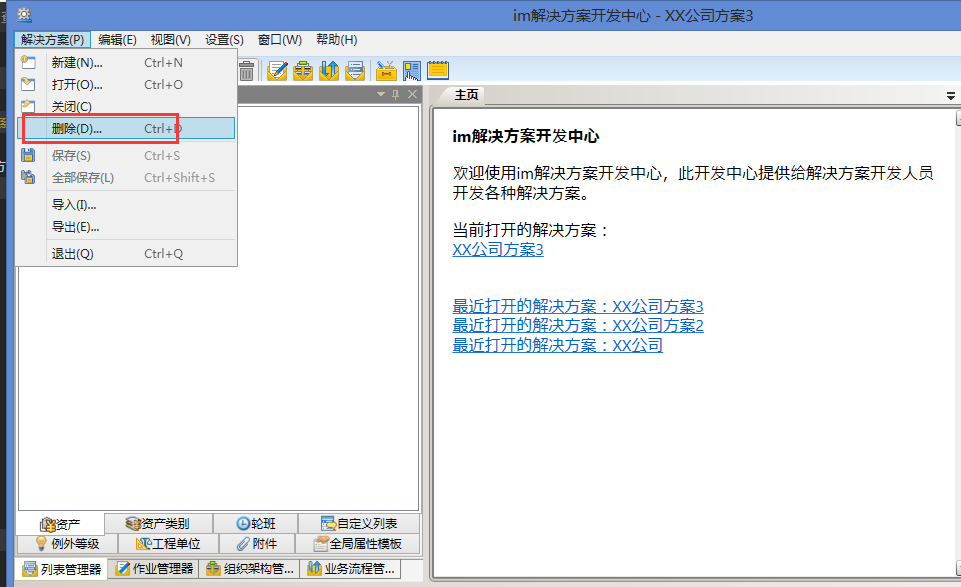 im解决方案开发中心 - XX公司方案3
解决方案(P) 编辑(E) 视图(V) 设置(S) 窗口(W) 帮助(H)
新建(N)... Ctrl+N
打开(O)... Ctrl+O
关闭(C)
删除(D)... Ctrl+D
保存(S) Ctrl+S
全部保存(L) Ctrl+Shift+S
导入(I)...
导出(E)...
退出(Q) Ctrl+Q
主页
im解决方案开发中心
欢迎使用im解决方案开发中心，此开发中心提供给解决方案开发人员
开发各种解决方案。
当前打开的解决方案：
XX公司方案3
最近打开的解决方案：XX公司方案3
最近打开的解决方案：XX公司方案2
最近打开的解决方案：XX公司
资产 资产类别 轮班 自定义列表
例外等级 工程单位 附件 全局属性模板
列表管理器 作业管理器 组织架构管... 业务流程管...